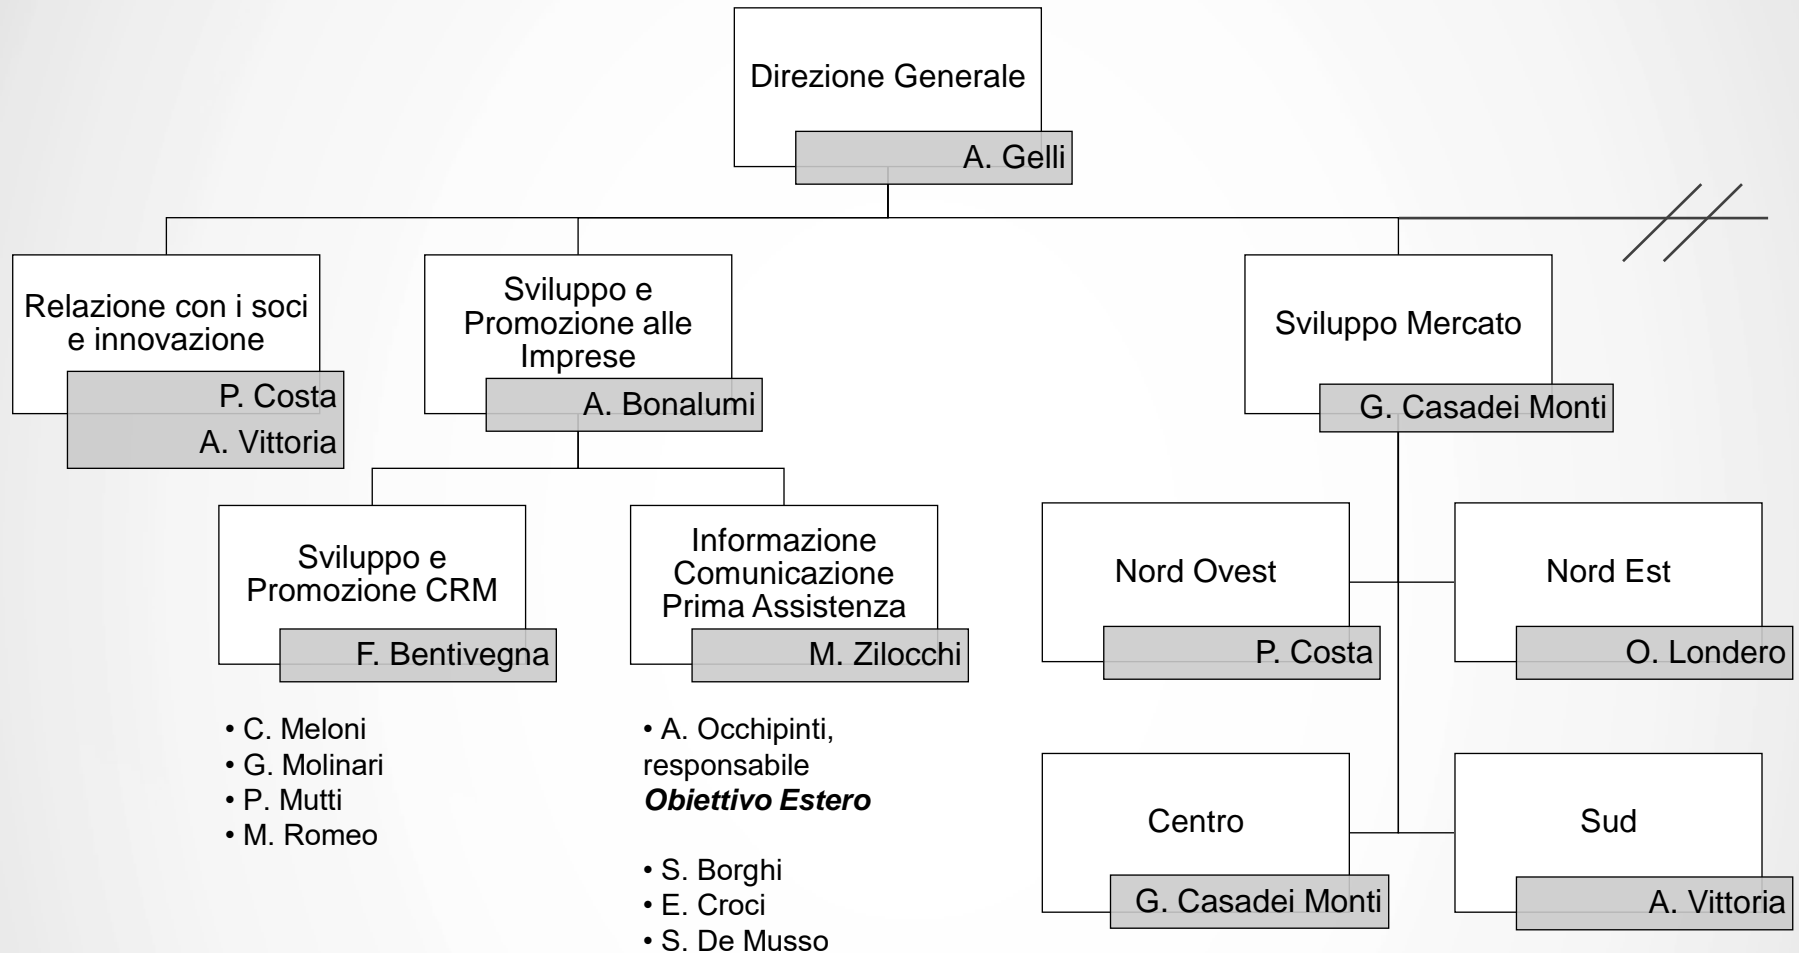 Direzione Generale
A. Gelli
Relazione con i soci
e innovazione
P. Costa
A. Vittoria
Sviluppo e
Promozione alle
Imprese
A. Bonalumi
Sviluppo Mercato
G. Casadei Monti
Sviluppo e
Promozione CRM
F. Bentivegna
• C. Meloni
• G. Molinari
• P. Mutti
• M. Romeo
Informazione
Comunicazione
Prima Assistenza
M. Zilocchi
• A. Occhipinti,
responsabile
Obiettivo Estero
• S. Borghi
• E. Croci
• S. De Musso
Nord Ovest
P. Costa
Nord Est
O. Londero
Centro
G. Casadei Monti
Sud
A. Vittoria